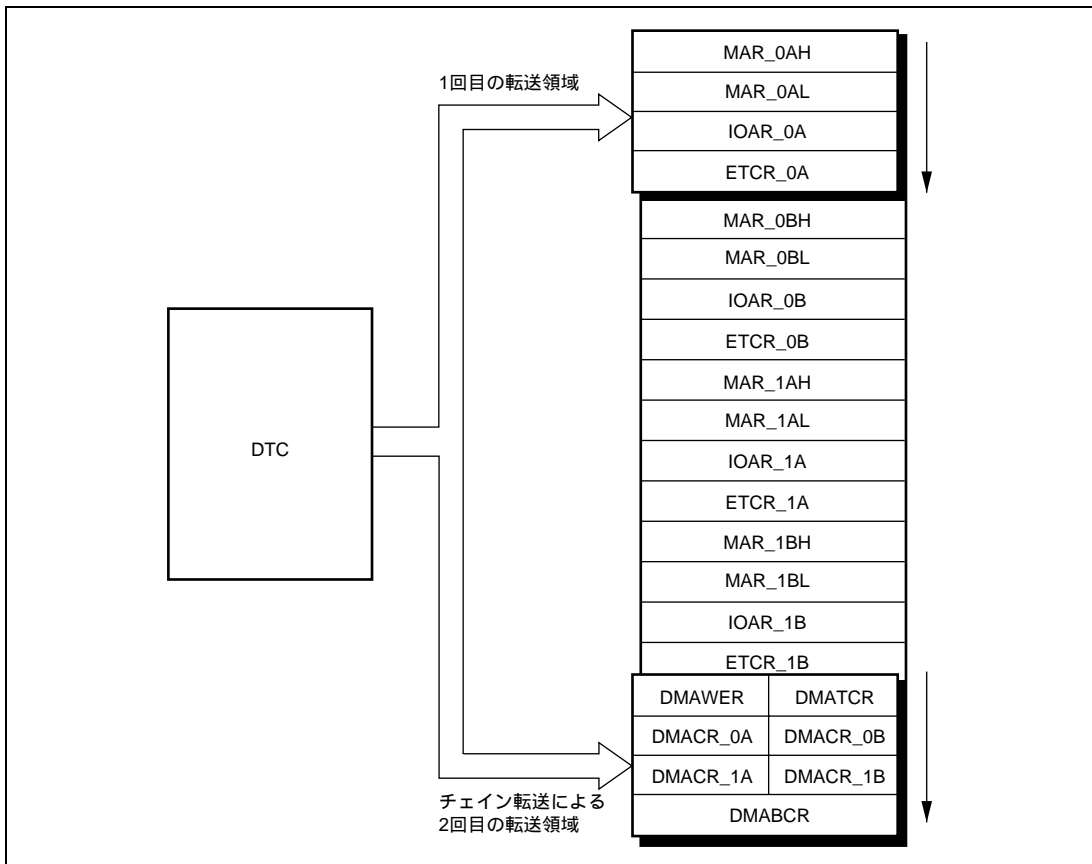 1回目の転送領域
MAR_0AH
MAR_0AL
IOAR_0A
ETCR_0A
MAR_0BH
MAR_0BL
IOAR_0B
ETCR_0B
MAR_1AH
MAR_1AL
IOAR_1A
ETCR_1A
MAR_1BH
MAR_1BL
IOAR_1B
ETCR_1B
DTC
DMAWER DMATCR
DMACR_0A DMACR_0B
DMACR_1A DMACR_1B
DMABCR
チェイン転送による
2回目の転送領域